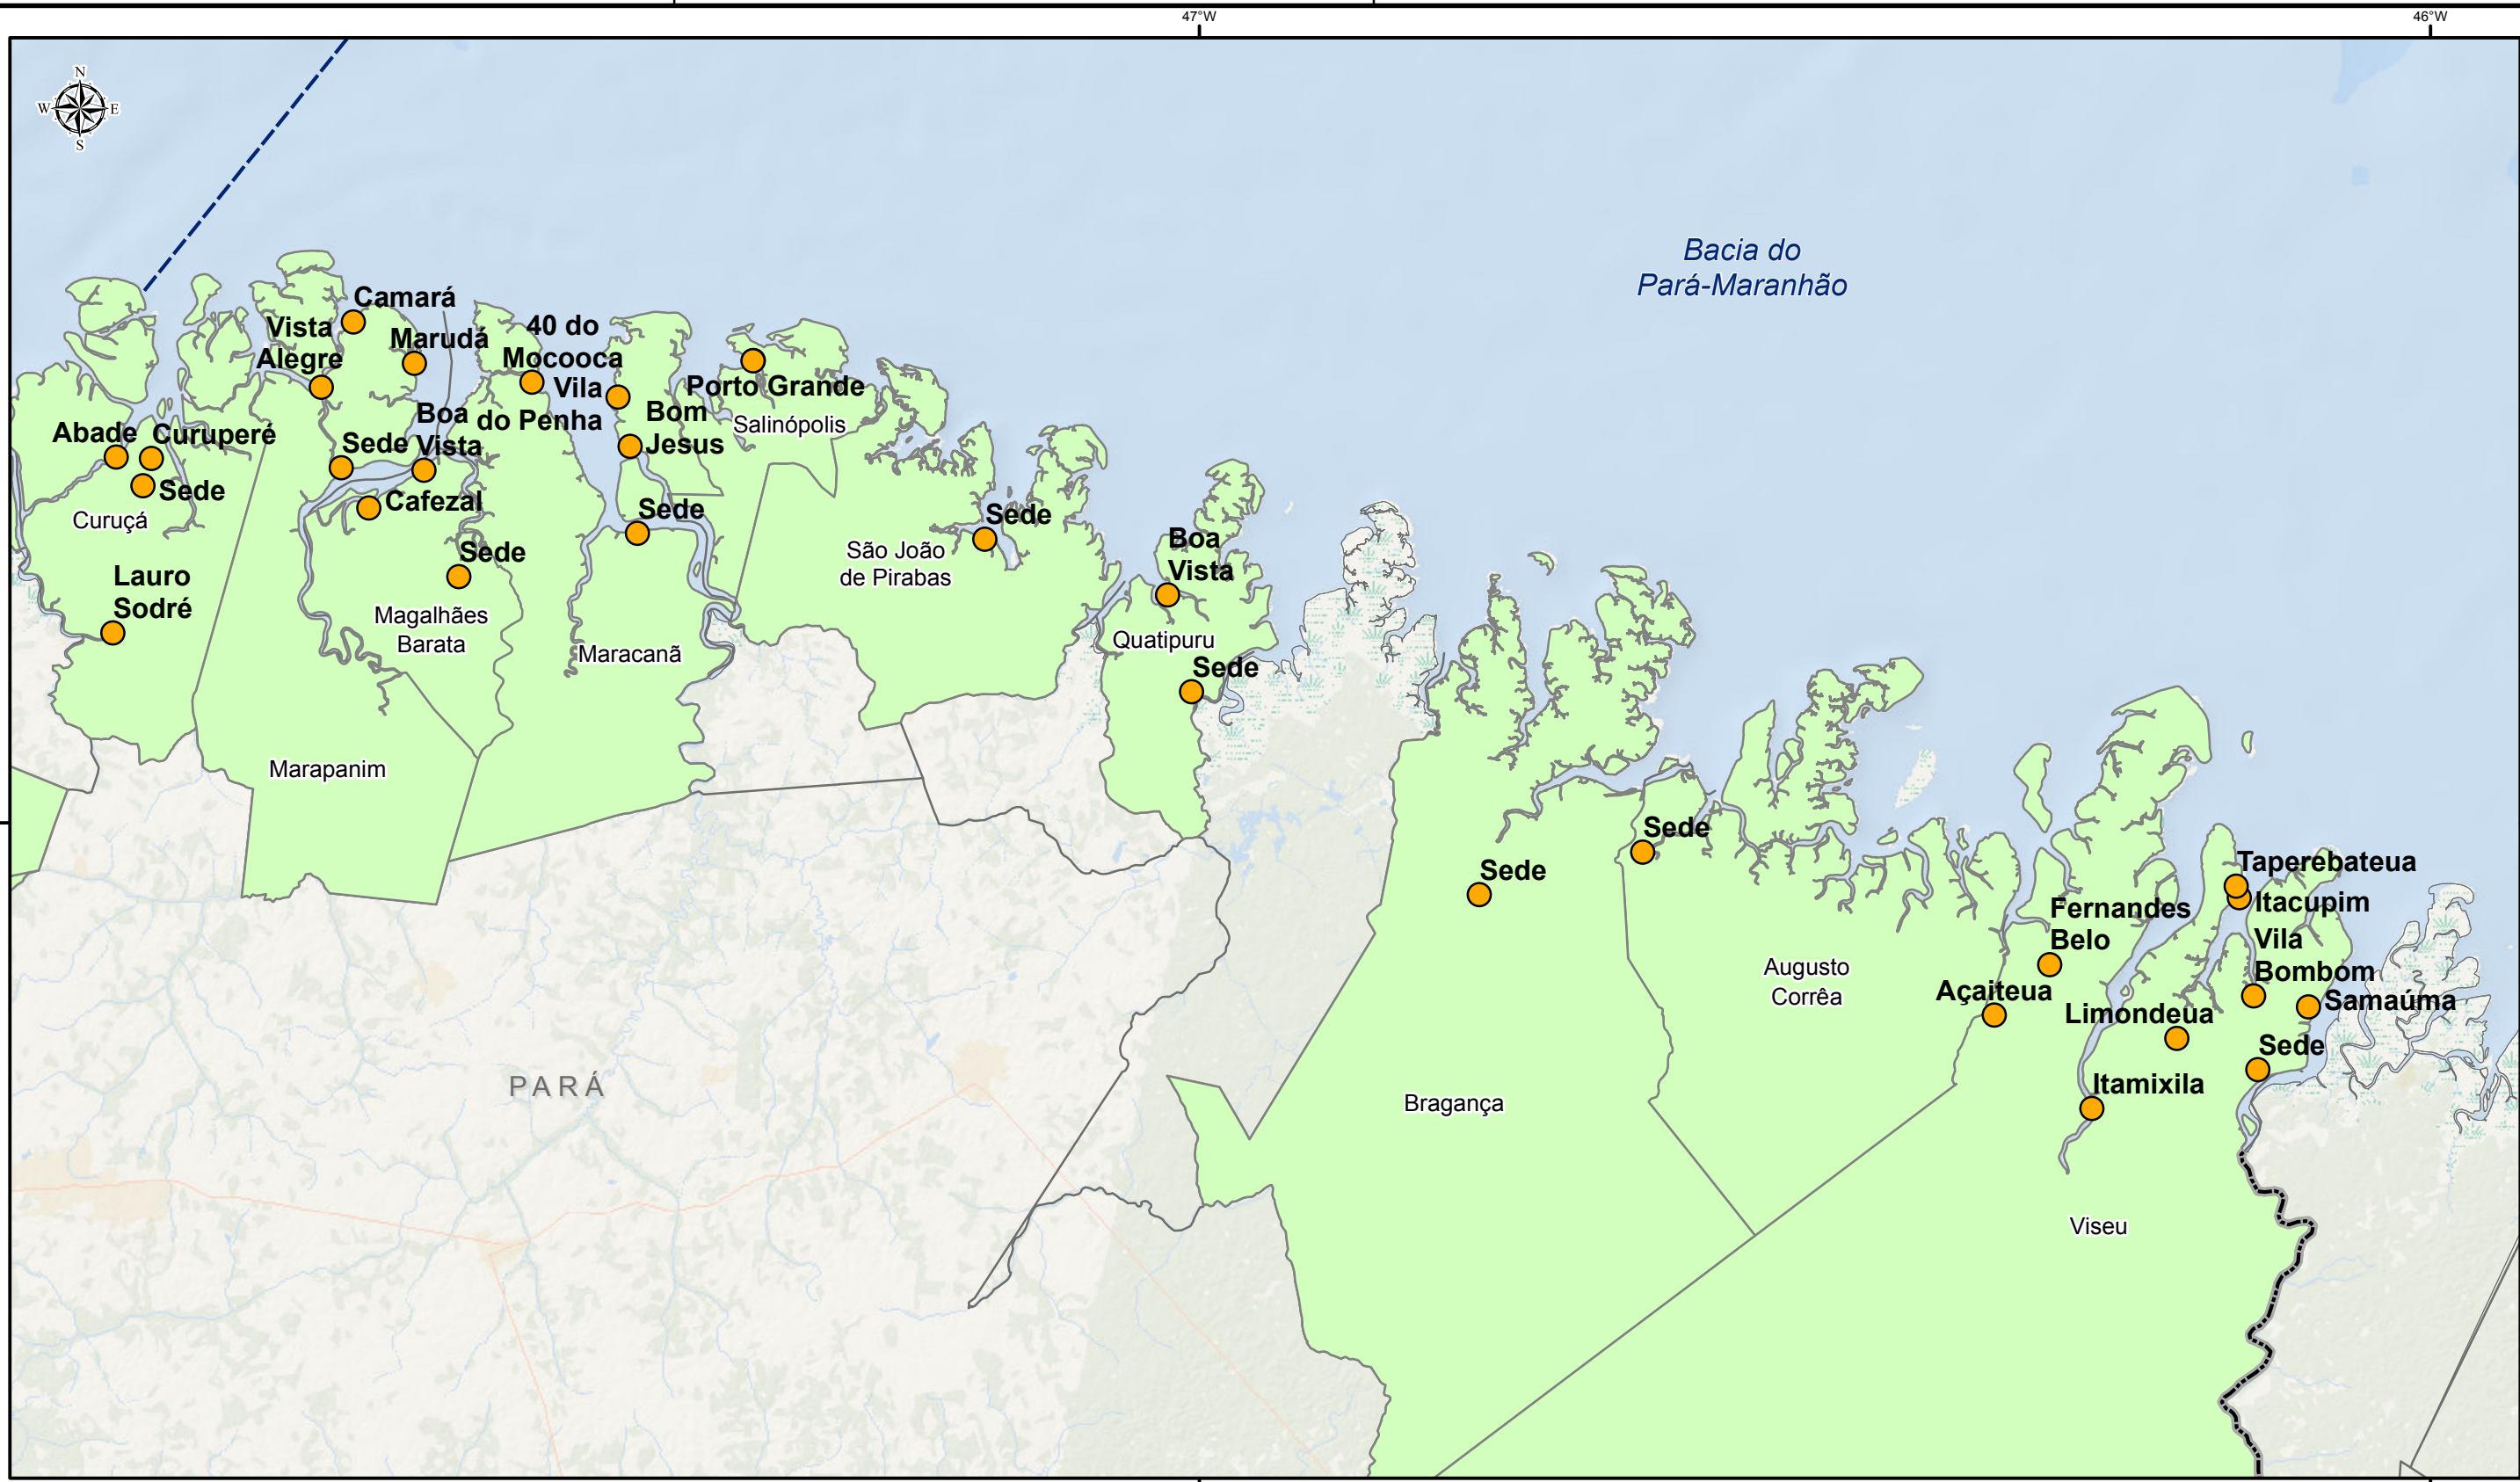 47°W
46°W
N
W
E
S
Bacia do
Pará-Maranhão
Camará
Vista
Alegre
Marudá
40 do
Mocooca
Vila
do Penha
Porto Grande
Salinópolis
Boa
Vista
Bom
Jesus
Abade
Curuperé
Sede
Sede
Curuçá
Cafezal
Sede
Sede
Sede
São João
de Pirabas
Boa
Vista
Lauro
Sodré
Magalhães
Barata
Maracanã
Quatipuru
Sede
Marapanim
Sede
Sede
Taperebateua
Itacupim
Fernandes
Belo
Vila
Bombom
Augusto
Corrêa
Açaiteua
Samaúma
Limondeua
Sede
Itamixila
PARÁ
Bragança
Viseu